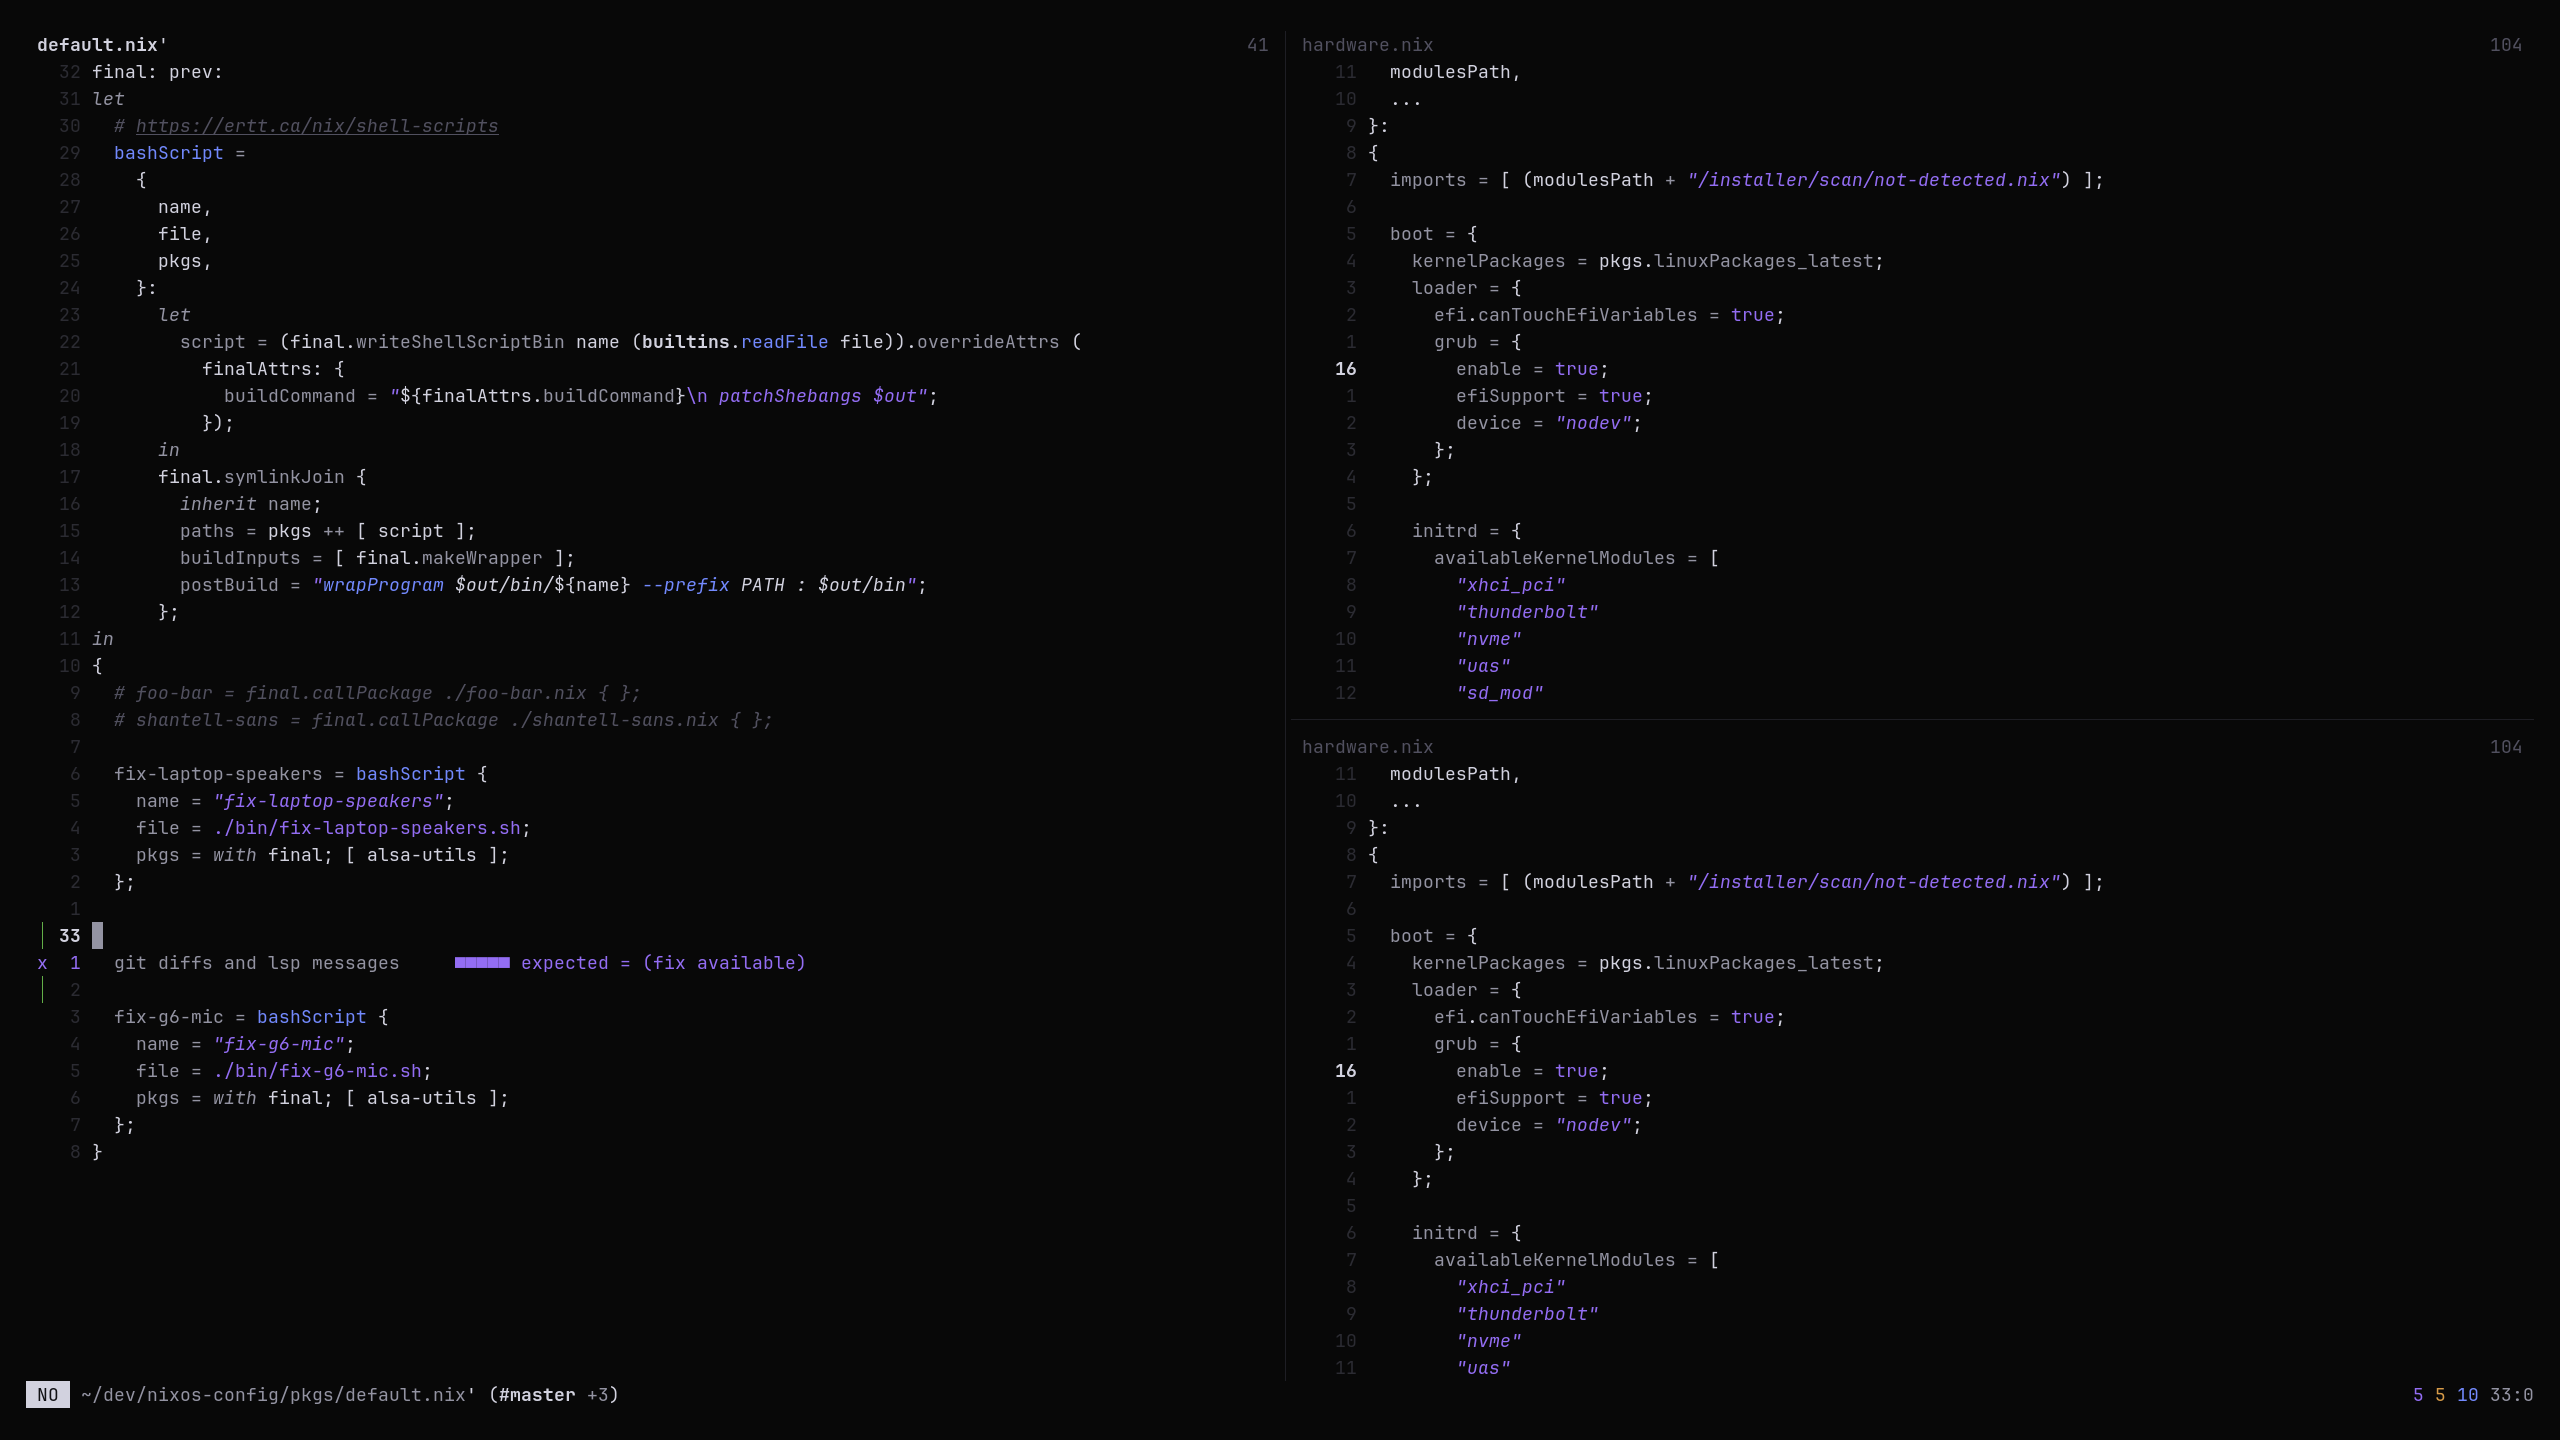 default.nix' 41
32 final: prev:
31 let
30   # https://ertt.ca/nix/shell-scripts
29   bashScript =
28     {
27       name,
26       file,
25       pkgs,
24     }:
23       let
22         script = (final.writeShellScriptBin name (builtins.readFile file)).overrideAttrs (
21           finalAttrs: {
20             buildCommand = "${finalAttrs.buildCommand}\n patchShebangs $out";
19           });
18       in
17       final.symlinkJoin {
16         inherit name;
15         paths = pkgs ++ [ script ];
14         buildInputs = [ final.makeWrapper ];
13         postBuild = "wrapProgram $out/bin/${name} --prefix PATH : $out/bin";
12       };
11 in
10 {
9   # foo-bar = final.callPackage ./foo-bar.nix { };
8   # shantell-sans = final.callPackage ./shantell-sans.nix { };
7
6   fix-laptop-speakers = bashScript {
5     name = "fix-laptop-speakers";
4     file = ./bin/fix-laptop-speakers.sh;
3     pkgs = with final; [ alsa-utils ];
2   };
1
33
x 1   git diffs and lsp messages     ■■■■■ expected = (fix available)
2
3   fix-g6-mic = bashScript {
4     name = "fix-g6-mic";
5     file = ./bin/fix-g6-mic.sh;
6     pkgs = with final; [ alsa-utils ];
7   };
8 }
hardware.nix 104
11   modulesPath,
10   ...
9 }:
8 {
7   imports = [ (modulesPath + "/installer/scan/not-detected.nix") ];
6
5   boot = {
4     kernelPackages = pkgs.linuxPackages_latest;
3     loader = {
2       efi.canTouchEfiVariables = true;
1       grub = {
16         enable = true;
1         efiSupport = true;
2         device = "nodev";
3       };
4     };
5
6     initrd = {
7       availableKernelModules = [
8         "xhci_pci"
9         "thunderbolt"
10         "nvme"
11         "uas"
12         "sd_mod"
hardware.nix 104
11   modulesPath,
10   ...
9 }:
8 {
7   imports = [ (modulesPath + "/installer/scan/not-detected.nix") ];
6
5   boot = {
4     kernelPackages = pkgs.linuxPackages_latest;
3     loader = {
2       efi.canTouchEfiVariables = true;
1       grub = {
16         enable = true;
1         efiSupport = true;
2         device = "nodev";
3       };
4     };
5
6     initrd = {
7       availableKernelModules = [
8         "xhci_pci"
9         "thunderbolt"
10         "nvme"
11         "uas"
NO ~/dev/nixos-config/pkgs/default.nix' (#master +3) 5 5 10 33:0